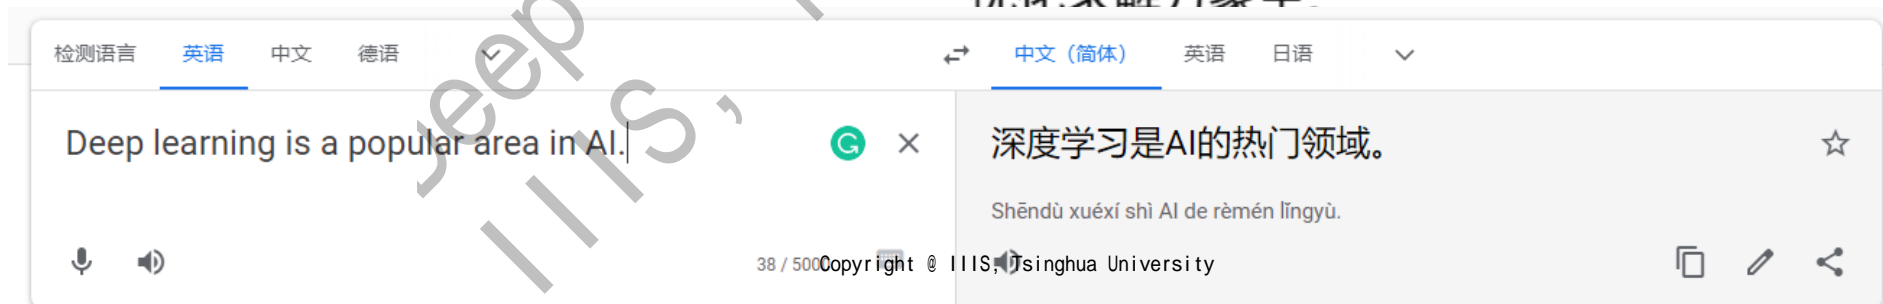 检测语言 英语 中文 德语 中文（简体） 英语 日语
Deep learning is a popular area in AI.
深度学习是AI的热门领域。
Shēndù xuéxí shì AI de rèmén lǐngyù.
38 / 5000
Copyright @ IIIS, Tsinghua University
Deep
IIIS,